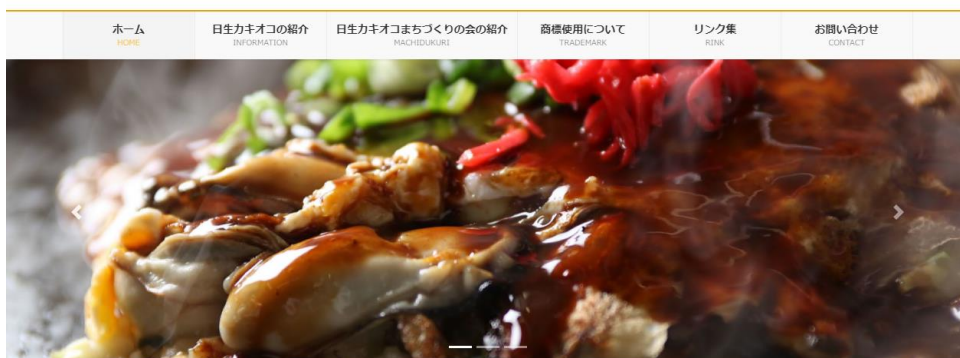 ホーム
HOME
日生カキオコの紹介
INFORMATION
日生カキオコまちづくりの会の紹介
MACHIDUKURI
商標使用について
TRADEMARK
リンク集
RINK
お問い合わせ
CONTACT